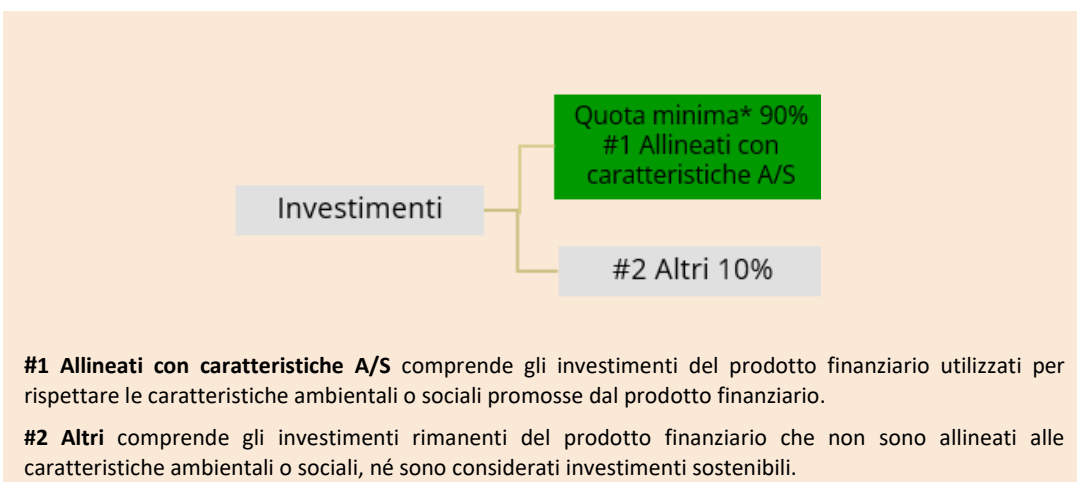 Quota minima* 90%
#1 Allineati con
caratteristiche A/S
Investimenti
#2 Altri 10%
#1 Allineati con caratteristiche A/S comprende gli investimenti del prodotto finanziario utilizzati per
rispettare le caratteristiche ambientali o sociali promosse dal prodotto finanziario.
#2 Altri comprende gli investimenti rimanenti del prodotto finanziario che non sono allineati alle
caratteristiche ambientali o sociali, né sono considerati investimenti sostenibili.